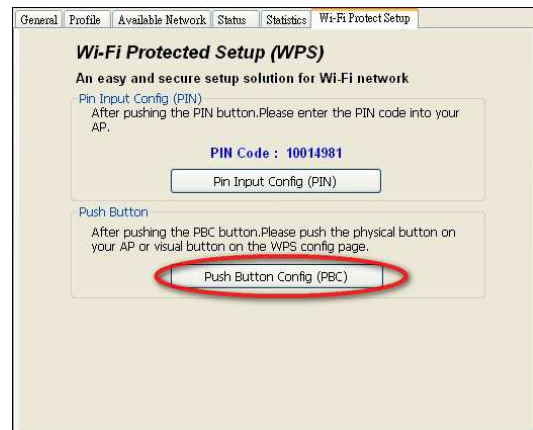 General Profile Available Network Status Statistics Wi-Fi Protect Setup
Wi-Fi Protected Setup (WPS)
An easy and secure setup solution for Wi-Fi network
Pin Input Config (PIN)
After pushing the PIN button.Please enter the PIN code into your
AP.
PIN Code : 10014981
Pin Input Config (PIN)
Push Button
After pushing the PBC button.Please push the physical button on
your AP or visual button on the WPS config page.
Push Button Config (PBC)